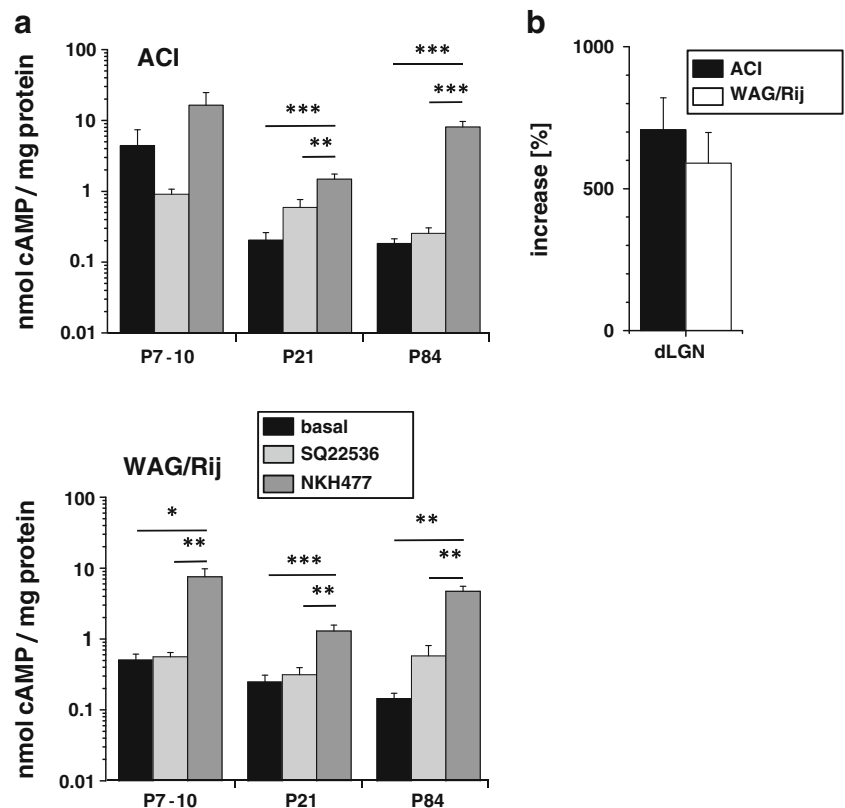 a
ACI
nmol cAMP / mg protein
100
10
1
0.1
0.01
***
**
***
***
P7-10
P21
P84
b
increase [%]
1000
500
0
ACI
WAG/Rij
dLGN
basal
SQ22536
NKH477
WAG/Rij
nmol cAMP / mg protein
100
10
1
0.1
0.01
*
**
***
**
**
**
P7-10
P21
P84